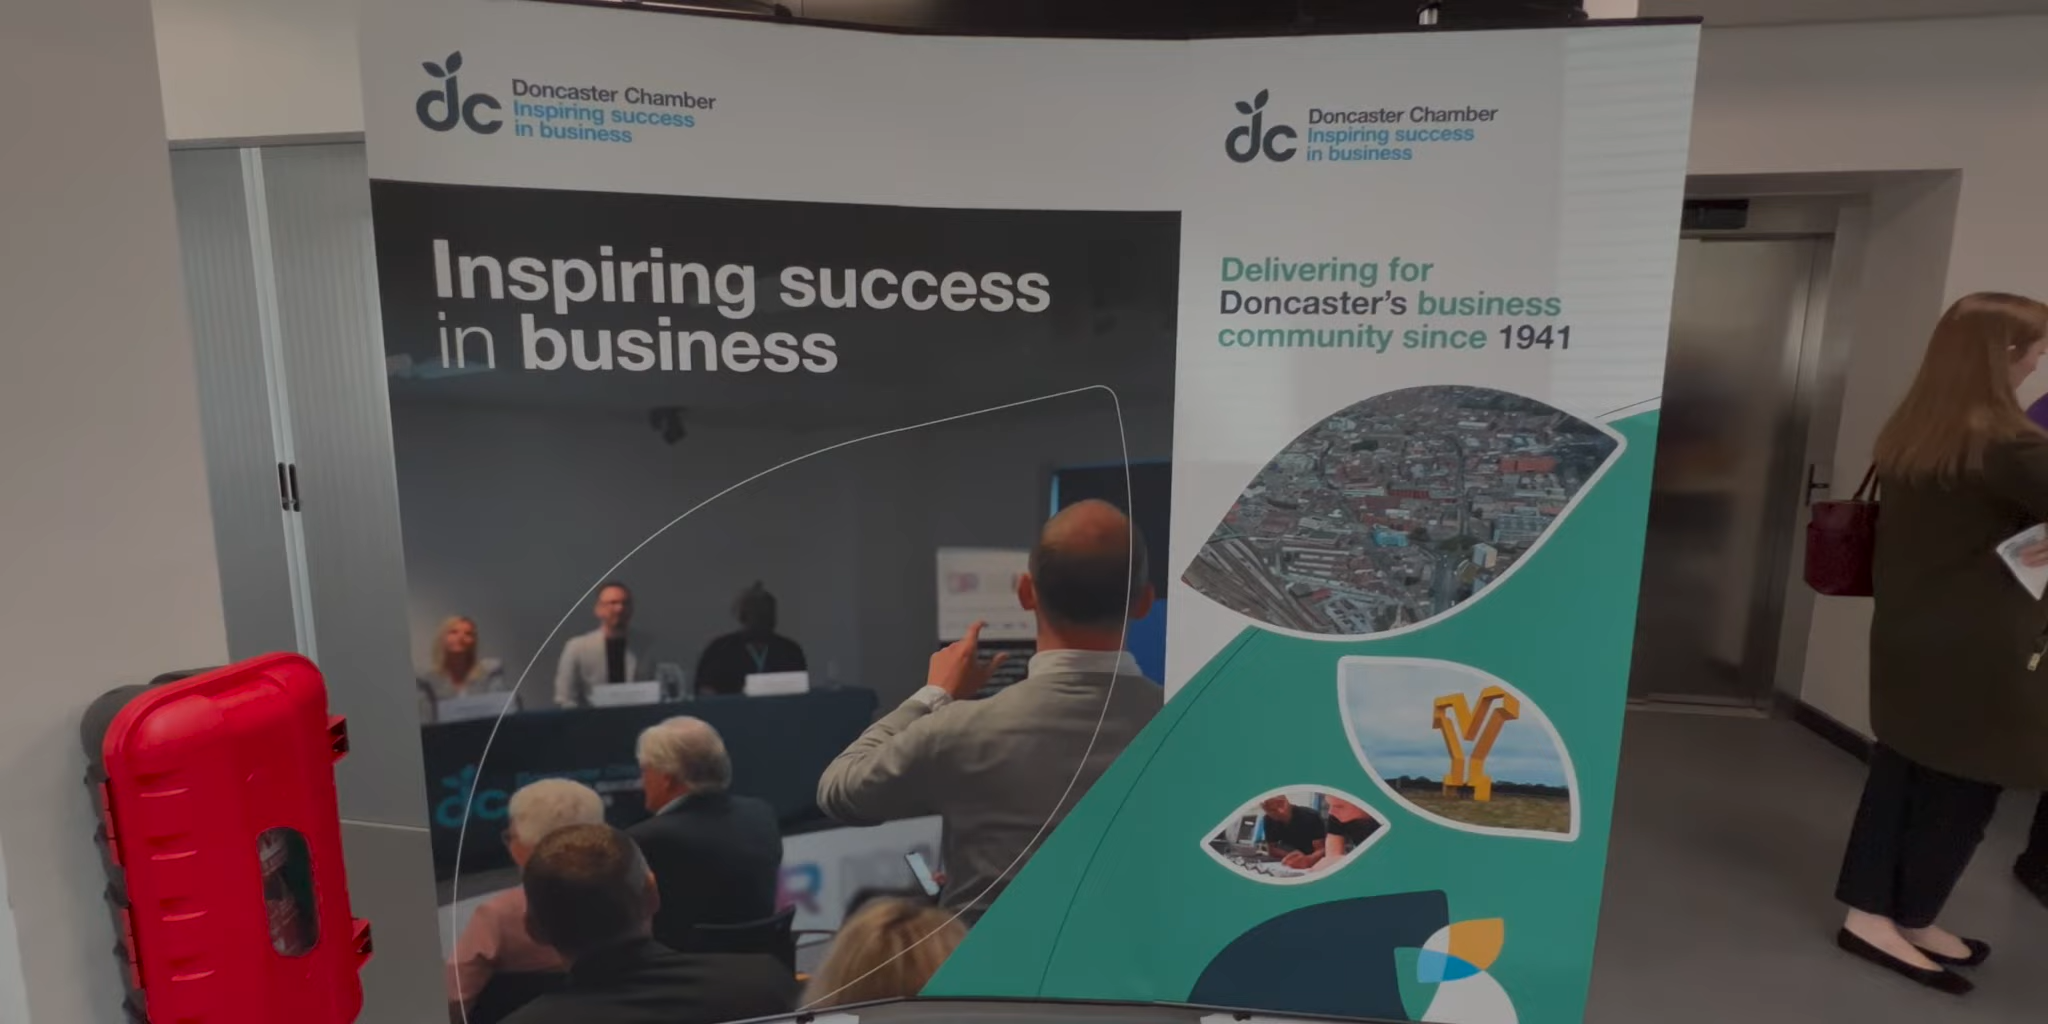 dc
Doncaster Chamber
Inspiring success
in business
Inspiring success
in business
dc
Doncaster Chamber
Inspiring success
in business
Delivering for
Doncaster's business
community since 1941